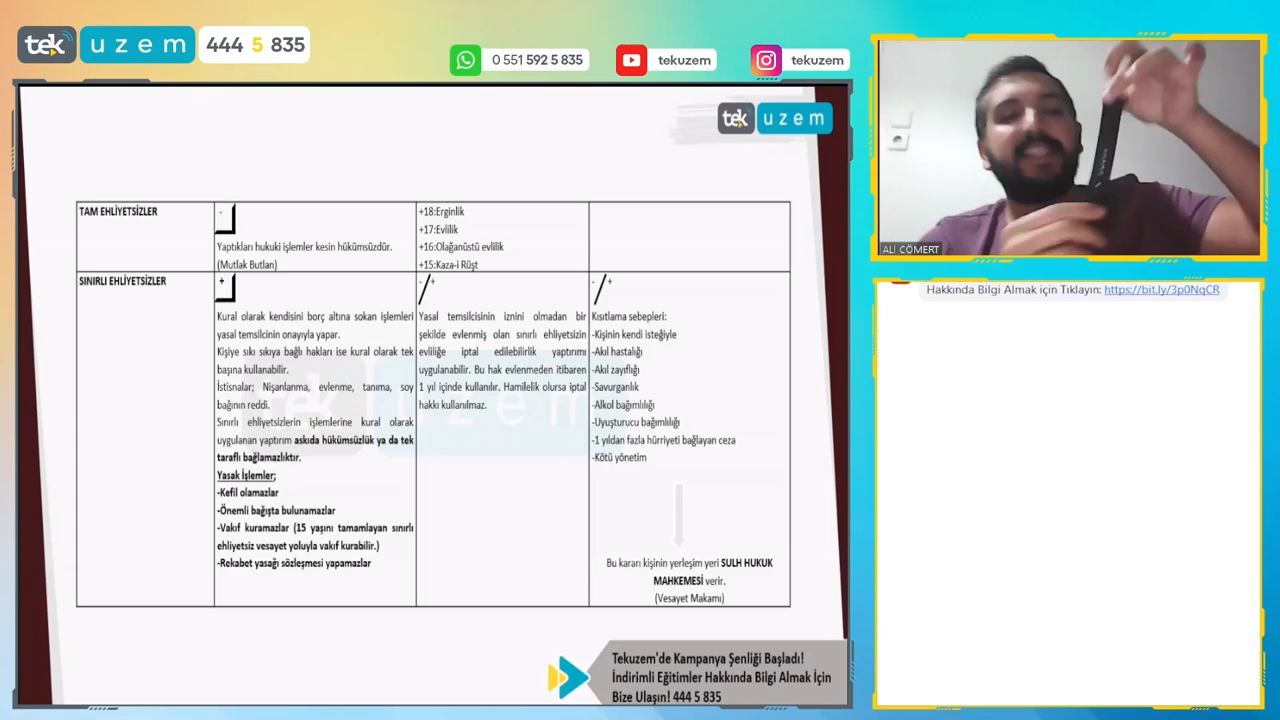 tek uzem 444 5 835
0 551 592 5 835
tekuzem
tekuzem
tek uzem
TAM EHLİYETSİZLER
-
Yaptıkları hukuki işlemler kesin hükümsüzdür.
(Mutlak Butlan)
+18:Erginlik
+17:Evlilik
+16:Olağanüstü evlilik
+15:Kaza-i Rüşt
SINIRLI EHLİYETSİZLER
+
Kural olarak kendisini borç altına sokan işlemleri
yasal temsilcinin onayıyla yapar.
Kişiye sıkı sıkıya bağlı hakları ise kural olarak tek
başına kullanabilir.
İstisnalar; Nişanlanma, evlenme, tanıma, soy
bağının reddi.
Sınırlı ehliyetsizlerin işlemlerine kural olarak
uygulanan yaptırım askıda hükümsüzlük ya da tek
taraflı bağlamazlıktır.
Yasak İşlemler;
-Kefil olamazlar
-Önemli bağışta bulunamazlar
-Vakıf kuramazlar (15 yaşını tamamlayan sınırlı
ehliyetsiz vesayet yoluyla vakıf kurabilir.)
-Rekabet yasağı sözleşmesi yapamazlar
-/+
Yasal temsilcisinin iznini olmadan bir
şekilde evlenmiş olan sınırlı ehliyetsizin
evliliğe iptal edilebilirlik yaptırımı
uygulanabilir. Bu hak evlenmeden itibaren
1 yıl içinde kullanılır. Hamilelik olursa iptal
hakkı kullanılmaz.
-/+
Kısıtlama sebepleri:
-Kişinin kendi isteğiyle
-Akıl hastalığı
-Akıl zayıflığı
-Savurganlık
-Alkol bağımlılığı
-Uyuşturucu bağımlılığı
-1 yıldan fazla hürriyeti bağlayan ceza
-Kötü yönetim
Bu kararı kişinin yerleşim yeri SULH HUKUK
MAHKEMESİ verir.
(Vesayet Makamı)
tek uzem
Tekuzem'de Kampanya Şenliği Başladı!
İndirimli Eğitimler Hakkında Bilgi Almak İçin
Bize Ulaşın! 444 5 835
ALİ CÖMERT
Hakkında Bilgi Almak için Tıklayın: https://bit.ly/3p0NqCR